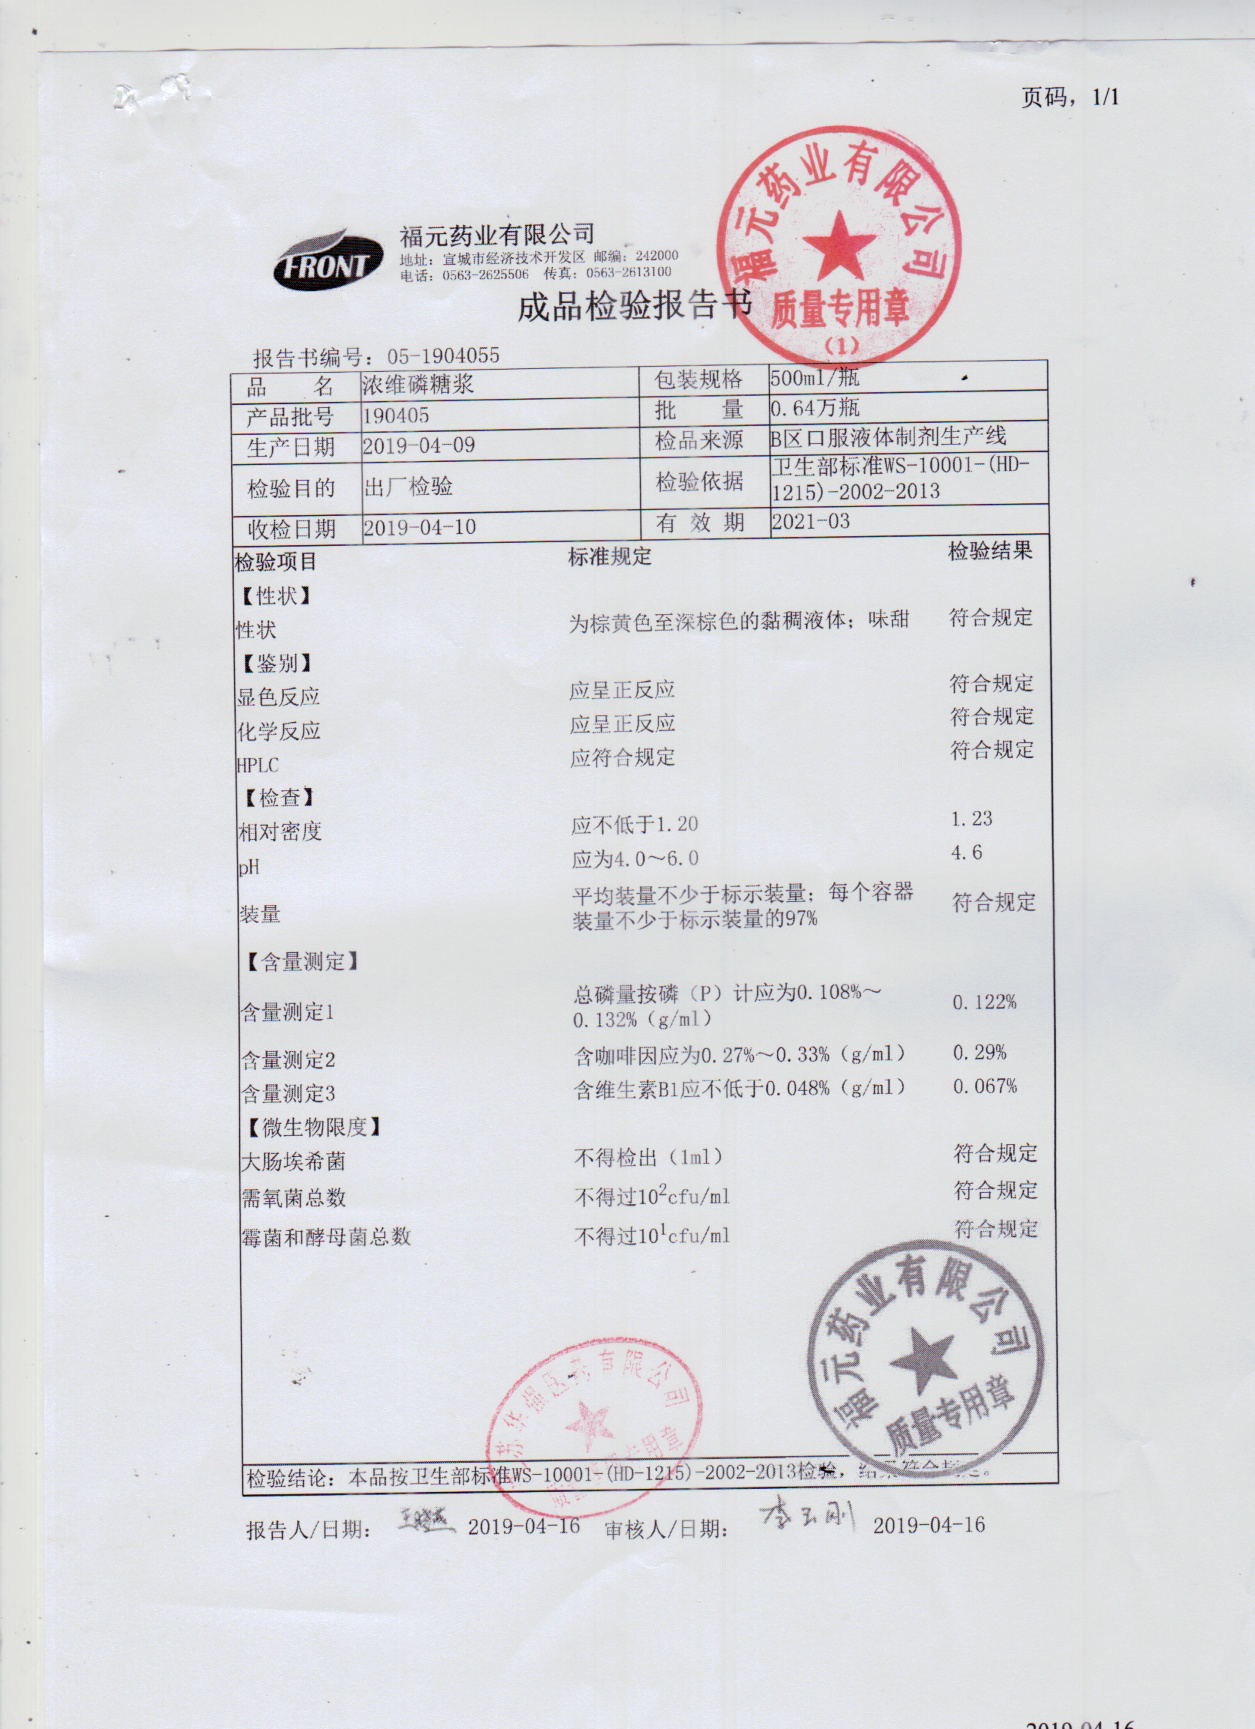 页码，1/1
福元药业有限公司
质量专用章
(1)
FRONT
福元药业有限公司
地址：宣城市经济技术开发区 邮编：242000
电话：0563-2625506 传真：0563-2613100
成品检验报告书
报告书编号：05-1904055
品 名 浓维磷糖浆 包装规格 500ml/瓶
产品批号 190405 批 量 0.64万瓶
生产日期 2019-04-09 检品来源 B区口服液体制剂生产线
检验目的 出厂检验 检验依据 卫生部标准WS-10001-(HD-
1215)-2002-2013
收检日期 2019-04-10 有 效 期 2021-03
检验项目 标准规定 检验结果
【性状】
性状 为棕黄色至深棕色的黏稠液体；味甜 符合规定
【鉴别】
显色反应 应呈正反应 符合规定
化学反应 应呈正反应 符合规定
HPLC 应符合规定 符合规定
【检查】
相对密度 应不低于1.20 1.23
pH 应为4.0～6.0 4.6
装量 平均装量不少于标示装量；每个容器 符合规定
装量不少于标示装量的97%
【含量测定】
含量测定1 总磷量按磷（P）计应为0.108%～ 0.122%
0.132%（g/ml）
含量测定2 含咖啡因应为0.27%～0.33%（g/ml） 0.29%
含量测定3 含维生素B1应不低于0.048%（g/ml） 0.067%
【微生物限度】
大肠埃希菌 不得检出（1ml） 符合规定
需氧菌总数 不得过10²cfu/ml 符合规定
霉菌和酵母菌总数 不得过10¹cfu/ml 符合规定
福元药业有限公司
质量专用章
苏华强医药有限公司
检验结论：本品按卫生部标准WS-10001-(HD-1215)-2002-2013检验，结果符合规定。
报告人/日期： 2019-04-16 审核人/日期： 李玉刚 2019-04-16
2019-04-16